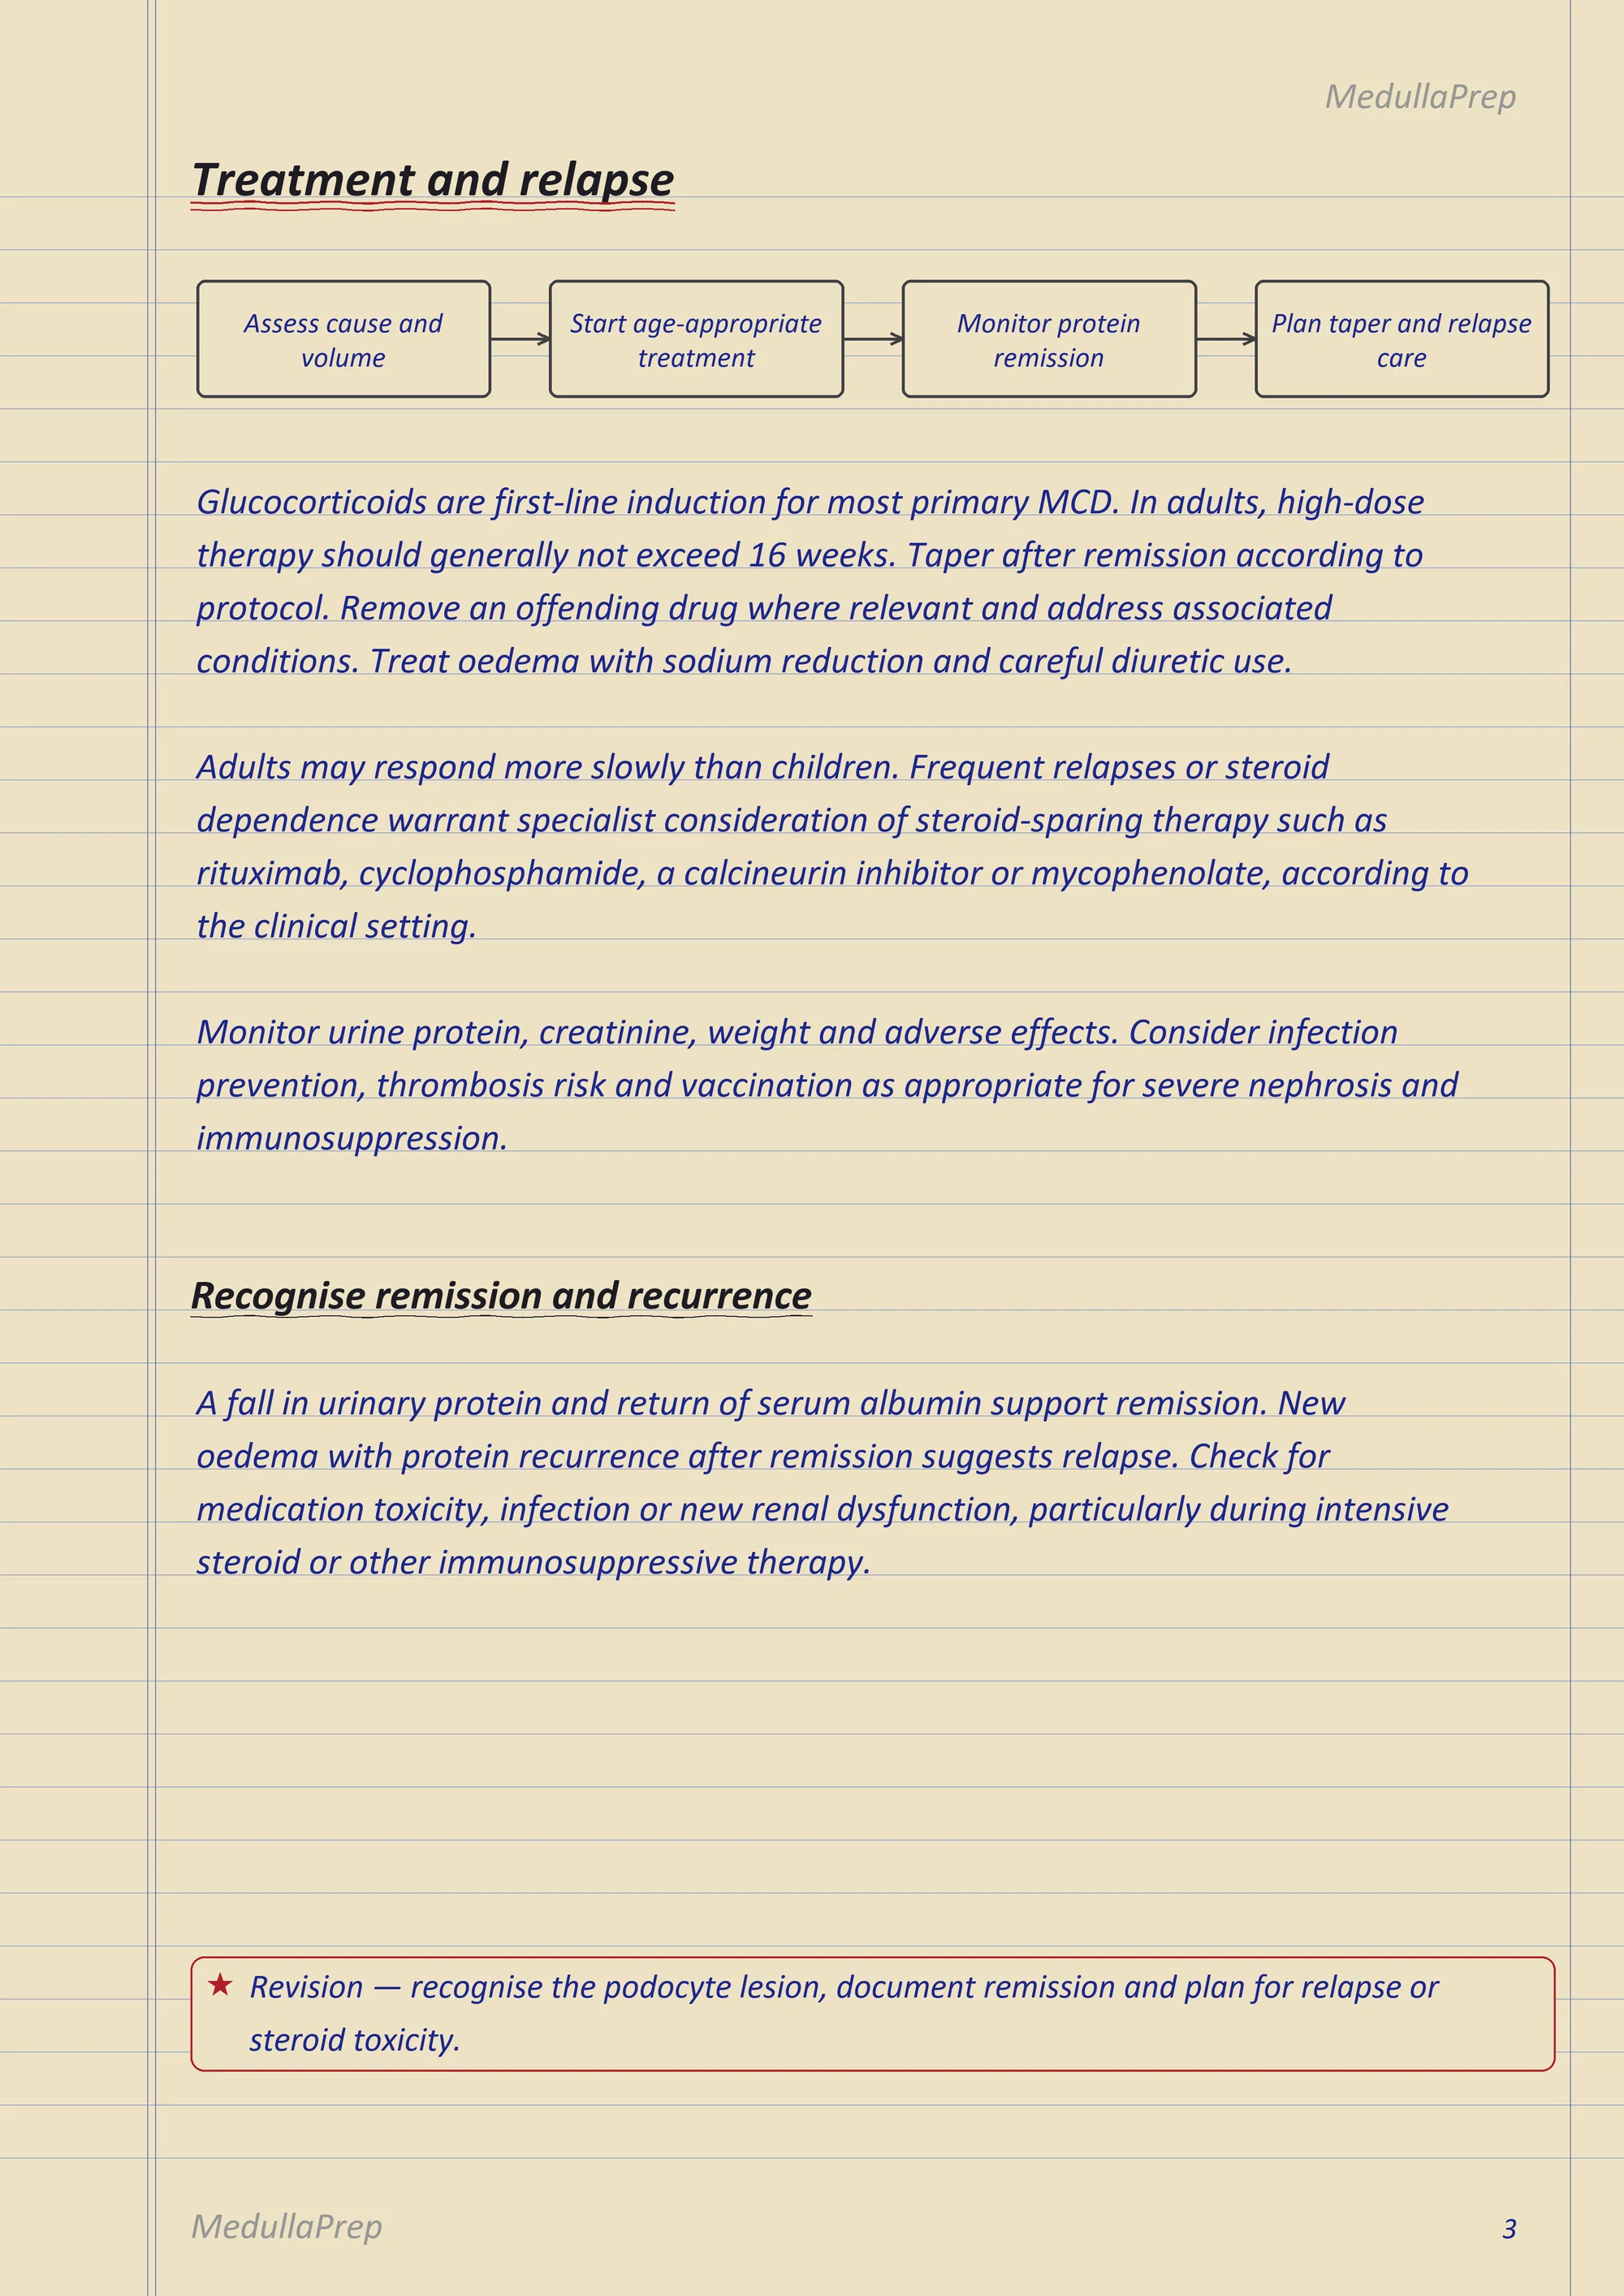 MedullaPrep
Treatment and relapse
Assess cause and
volume
Start age-appropriate
treatment
Monitor protein
remission
Plan taper and relapse
care
Glucocorticoids are first-line induction for most primary MCD. In adults, high-dose
therapy should generally not exceed 16 weeks. Taper after remission according to
protocol. Remove an offending drug where relevant and address associated
conditions. Treat oedema with sodium reduction and careful diuretic use.
Adults may respond more slowly than children. Frequent relapses or steroid
dependence warrant specialist consideration of steroid-sparing therapy such as
rituximab, cyclophosphamide, a calcineurin inhibitor or mycophenolate, according to
the clinical setting.
Monitor urine protein, creatinine, weight and adverse effects. Consider infection
prevention, thrombosis risk and vaccination as appropriate for severe nephrosis and
immunosuppression.
Recognise remission and recurrence
A fall in urinary protein and return of serum albumin support remission. New
oedema with protein recurrence after remission suggests relapse. Check for
medication toxicity, infection or new renal dysfunction, particularly during intensive
steroid or other immunosuppressive therapy.
★ Revision — recognise the podocyte lesion, document remission and plan for relapse or
steroid toxicity.
MedullaPrep
3